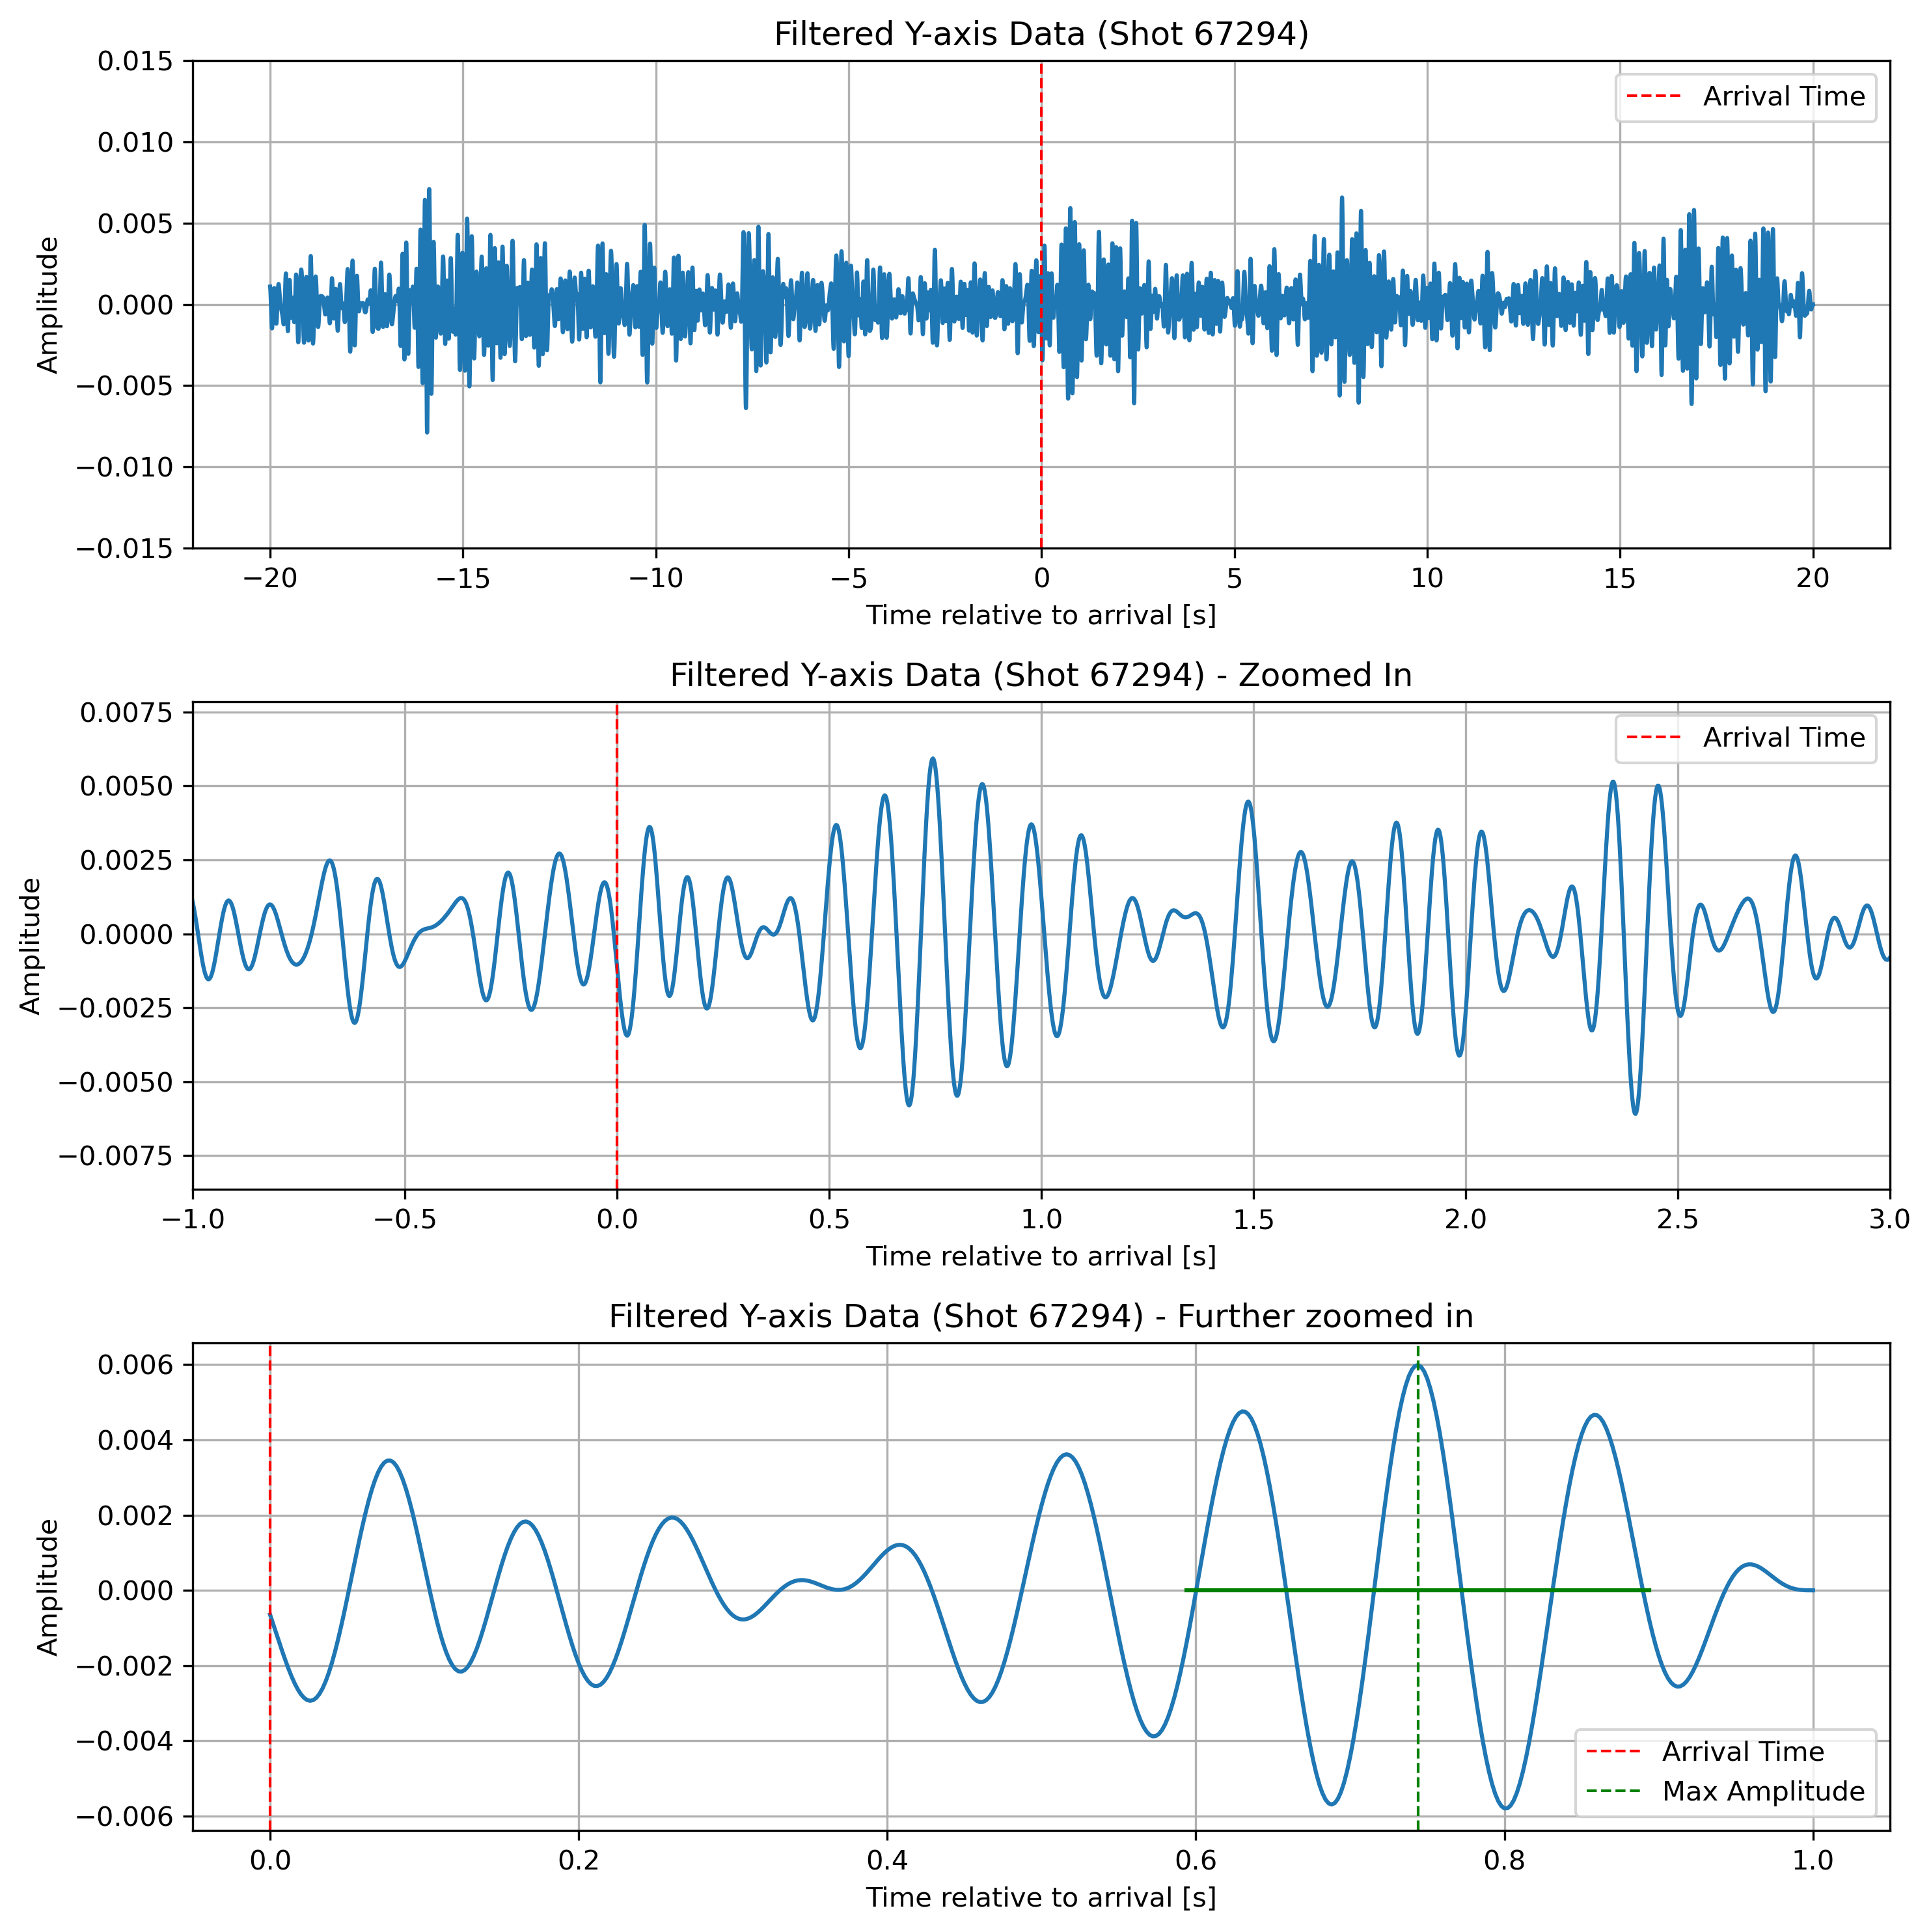 Filtered Y-axis Data (Shot 67294)
0.015
0.010
0.005
0.000
−0.005
−0.010
−0.015
Amplitude
Arrival Time
−20 −15 −10 −5 0 5 10 15 20
Time relative to arrival [s]
Filtered Y-axis Data (Shot 67294) - Zoomed In
0.0075
0.0050
0.0025
0.0000
−0.0025
−0.0050
−0.0075
Amplitude
Arrival Time
−1.0 −0.5 0.0 0.5 1.0 1.5 2.0 2.5 3.0
Time relative to arrival [s]
Filtered Y-axis Data (Shot 67294) - Further zoomed in
0.006
0.004
0.002
0.000
−0.002
−0.004
−0.006
Amplitude
Arrival Time
Max Amplitude
0.0 0.2 0.4 0.6 0.8 1.0
Time relative to arrival [s]